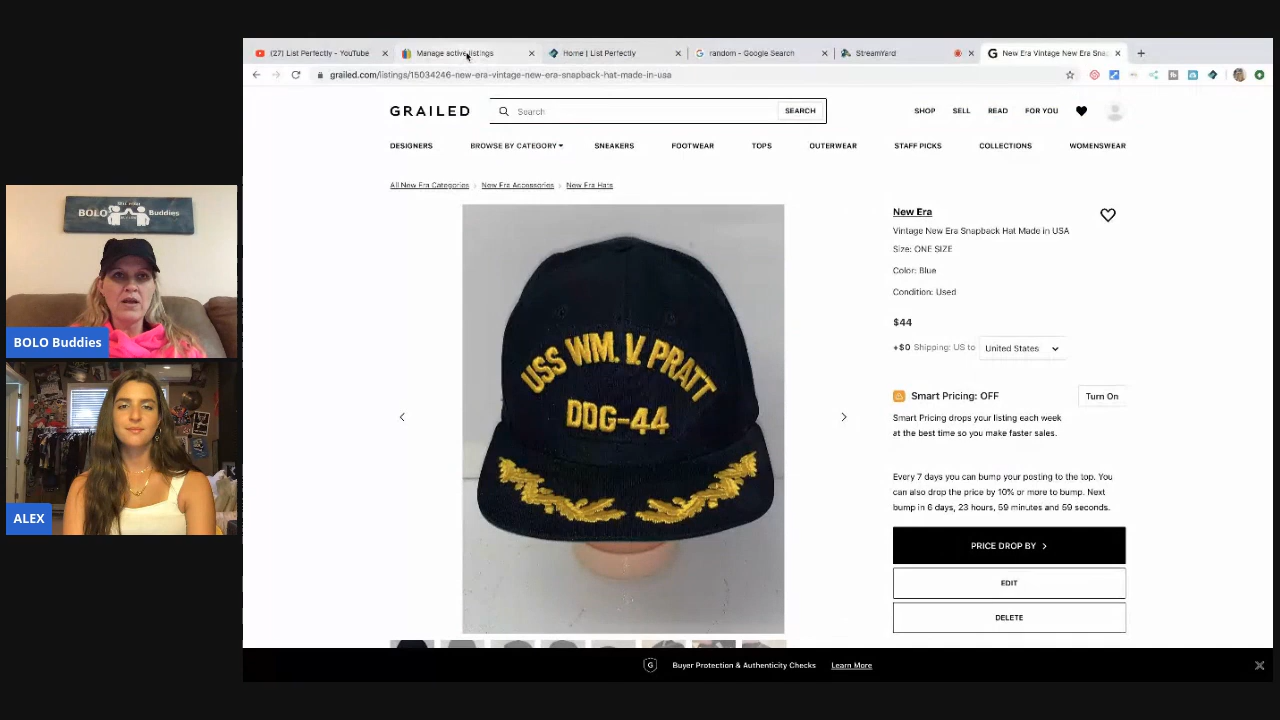 (27) List Perfectly - YouTube
Manage active listings
Home | List Perfectly
random - Google Search
StreamYard
New Era Vintage New Era Sna
grailed.com/listings/15034246-new-era-vintage-new-era-snapback-hat-made-in-usa
GRAILED
Search
SEARCH
SHOP
SELL
READ
FOR YOU
DESIGNERS
BROWSE BY CATEGORY
SNEAKERS
FOOTWEAR
TOPS
OUTERWEAR
STAFF PICKS
COLLECTIONS
WOMENSWEAR
All New Era Categories
New Era Accessories
New Era Hats
BOLO Buddies
BOLO Buddies
ALEX
USS WM. V. PRATT
DDG-44
New Era
Vintage New Era Snapback Hat Made in USA
Size: ONE SIZE
Color: Blue
Condition: Used
$44
+$0 Shipping: US to United States
Smart Pricing: OFF
Turn On
Smart Pricing drops your listing each week
at the best time so you make faster sales.
Every 7 days you can bump your posting to the top. You
can also drop the price by 10% or more to bump. Next
bump in 6 days, 23 hours, 59 minutes and 59 seconds.
PRICE DROP BY
EDIT
DELETE
Buyer Protection & Authenticity Checks
Learn More